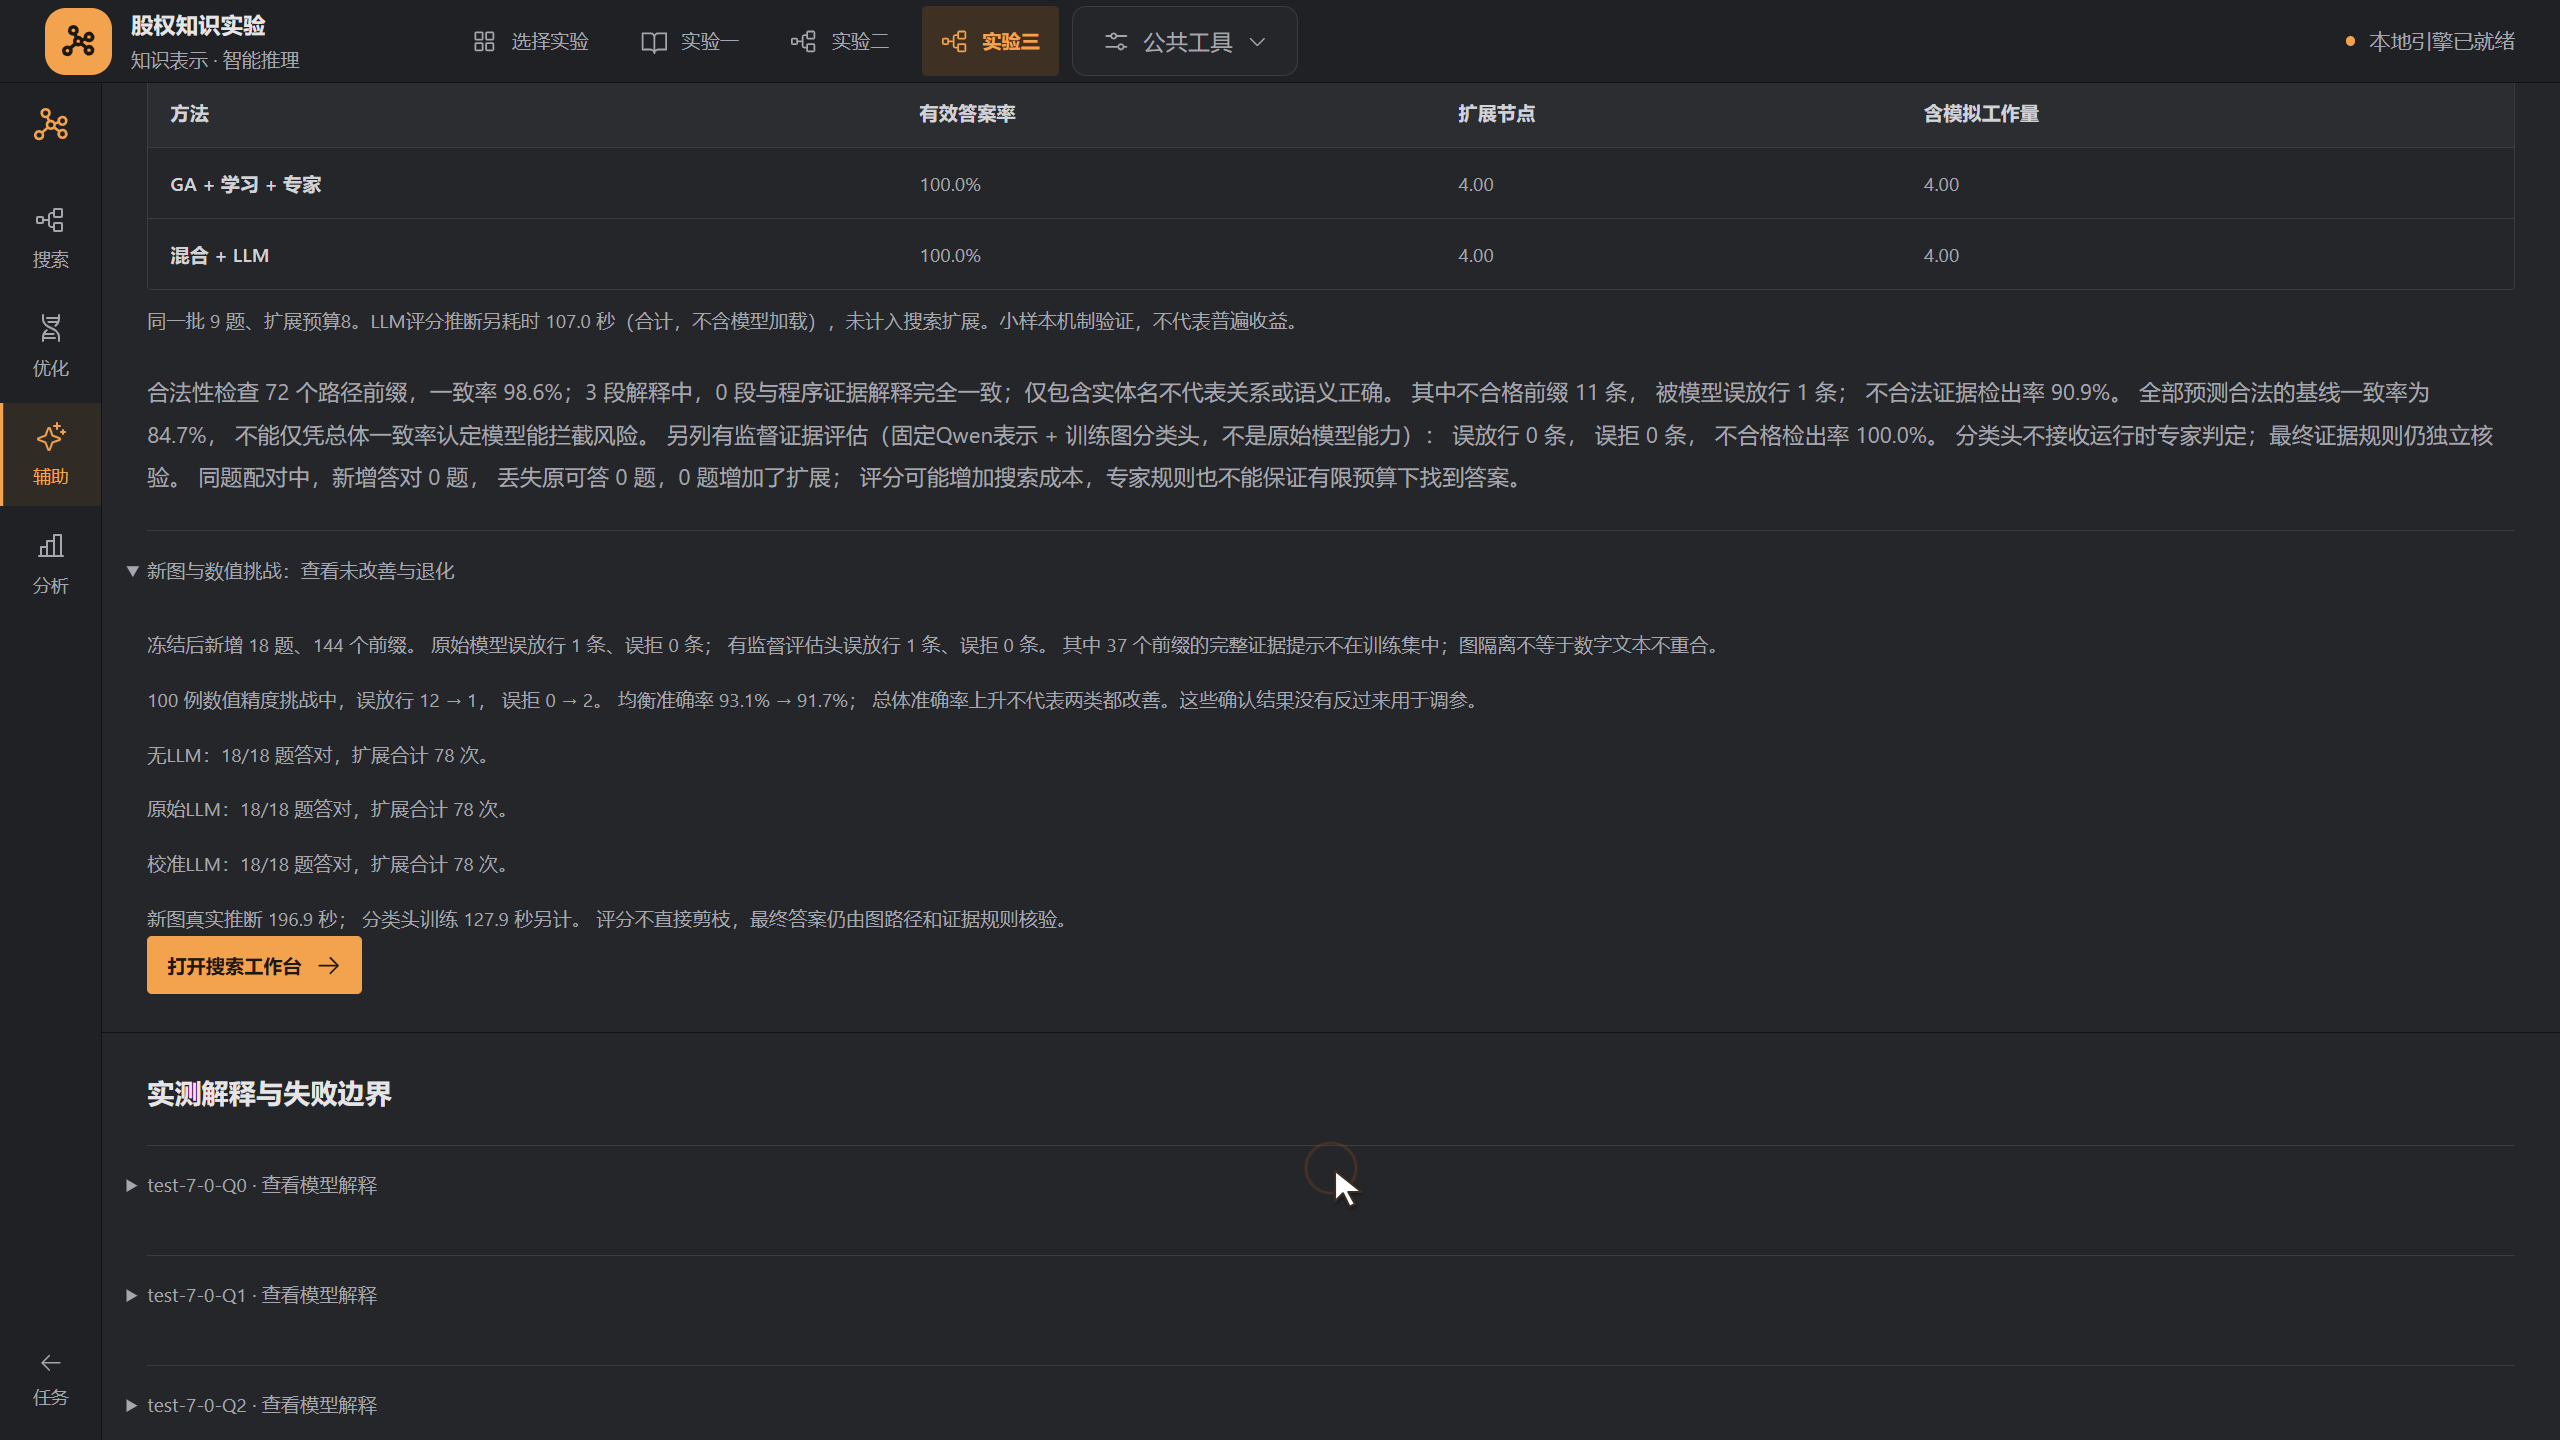 股权知识实验
知识表示 · 智能推理
选择实验
实验一
实验二
实验三
公共工具
本地引擎已就绪
搜索
优化
辅助
分析
任务
方法 有效答案率 扩展节点 含模拟工作量
GA + 学习 + 专家 100.0% 4.00 4.00
混合 + LLM 100.0% 4.00 4.00
同一批 9 题、扩展预算8。LLM评分推断另耗时 107.0 秒（合计，不含模型加载），未计入搜索扩展。小样本机制验证，不代表普遍收益。
合法性检查 72 个路径前缀，一致率 98.6%；3 段解释中，0 段与程序证据解释完全一致；仅包含实体名不代表关系或语义正确。 其中不合格前缀 11 条， 被模型误放行 1 条； 不合法证据检出率 90.9%。 全部预测合法的基线一致率为
84.7%， 不能仅凭总体一致率认定模型能拦截风险。 另列有监督证据评估（固定Qwen表示 + 训练图分类头，不是原始模型能力）： 误放行 0 条， 误拒 0 条， 不合格检出率 100.0%。 分类头不接收运行时专家判定；最终证据规则仍独立核
验。 同题配对中，新增答对 0 题， 丢失原可答 0 题，0 题增加了扩展； 评分可能增加搜索成本，专家规则也不能保证有限预算下找到答案。
新图与数值挑战：查看未改善与退化
冻结后新增 18 题、144 个前缀。 原始模型误放行 1 条、误拒 0 条； 有监督评估头误放行 1 条、误拒 0 条。 其中 37 个前缀的完整证据提示不在训练集中；图隔离不等于数字文本不重合。
100 例数值精度挑战中，误放行 12 → 1， 误拒 0 → 2。 均衡准确率 93.1% → 91.7%； 总体准确率上升不代表两类都改善。这些确认结果没有反过来用于调参。
无LLM：18/18 题答对，扩展合计 78 次。
原始LLM：18/18 题答对，扩展合计 78 次。
校准LLM：18/18 题答对，扩展合计 78 次。
新图真实推断 196.9 秒； 分类头训练 127.9 秒另计。 评分不直接剪枝，最终答案仍由图路径和证据规则核验。
打开搜索工作台
实测解释与失败边界
test-7-0-Q0 · 查看模型解释
test-7-0-Q1 · 查看模型解释
test-7-0-Q2 · 查看模型解释